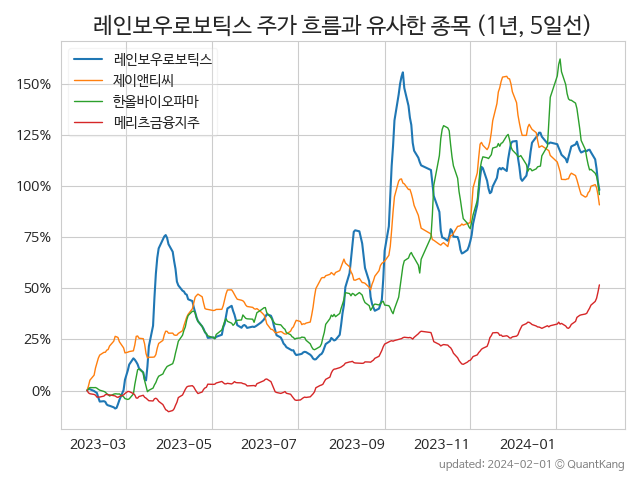 레인보우로보틱스 주가 흐름과 유사한 종목 (1년, 5일선)
레인보우로보틱스
제이앤티씨
한올바이오파마
메리츠금융지주
150%
125%
100%
75%
50%
25%
0%
2023-03 2023-05 2023-07 2023-09 2023-11 2024-01
updated: 2024-02-01 © QuantKang